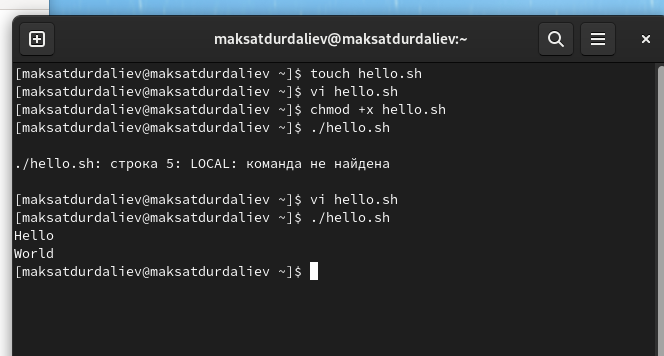 maksatdurdaliev@maksatdurdaliev:~
[maksatdurdaliev@maksatdurdaliev ~]$ touch hello.sh
[maksatdurdaliev@maksatdurdaliev ~]$ vi hello.sh
[maksatdurdaliev@maksatdurdaliev ~]$ chmod +x hello.sh
[maksatdurdaliev@maksatdurdaliev ~]$ ./hello.sh
./hello.sh: строка 5: LOCAL: команда не найдена
[maksatdurdaliev@maksatdurdaliev ~]$ vi hello.sh
[maksatdurdaliev@maksatdurdaliev ~]$ ./hello.sh
Hello
World
[maksatdurdaliev@maksatdurdaliev ~]$